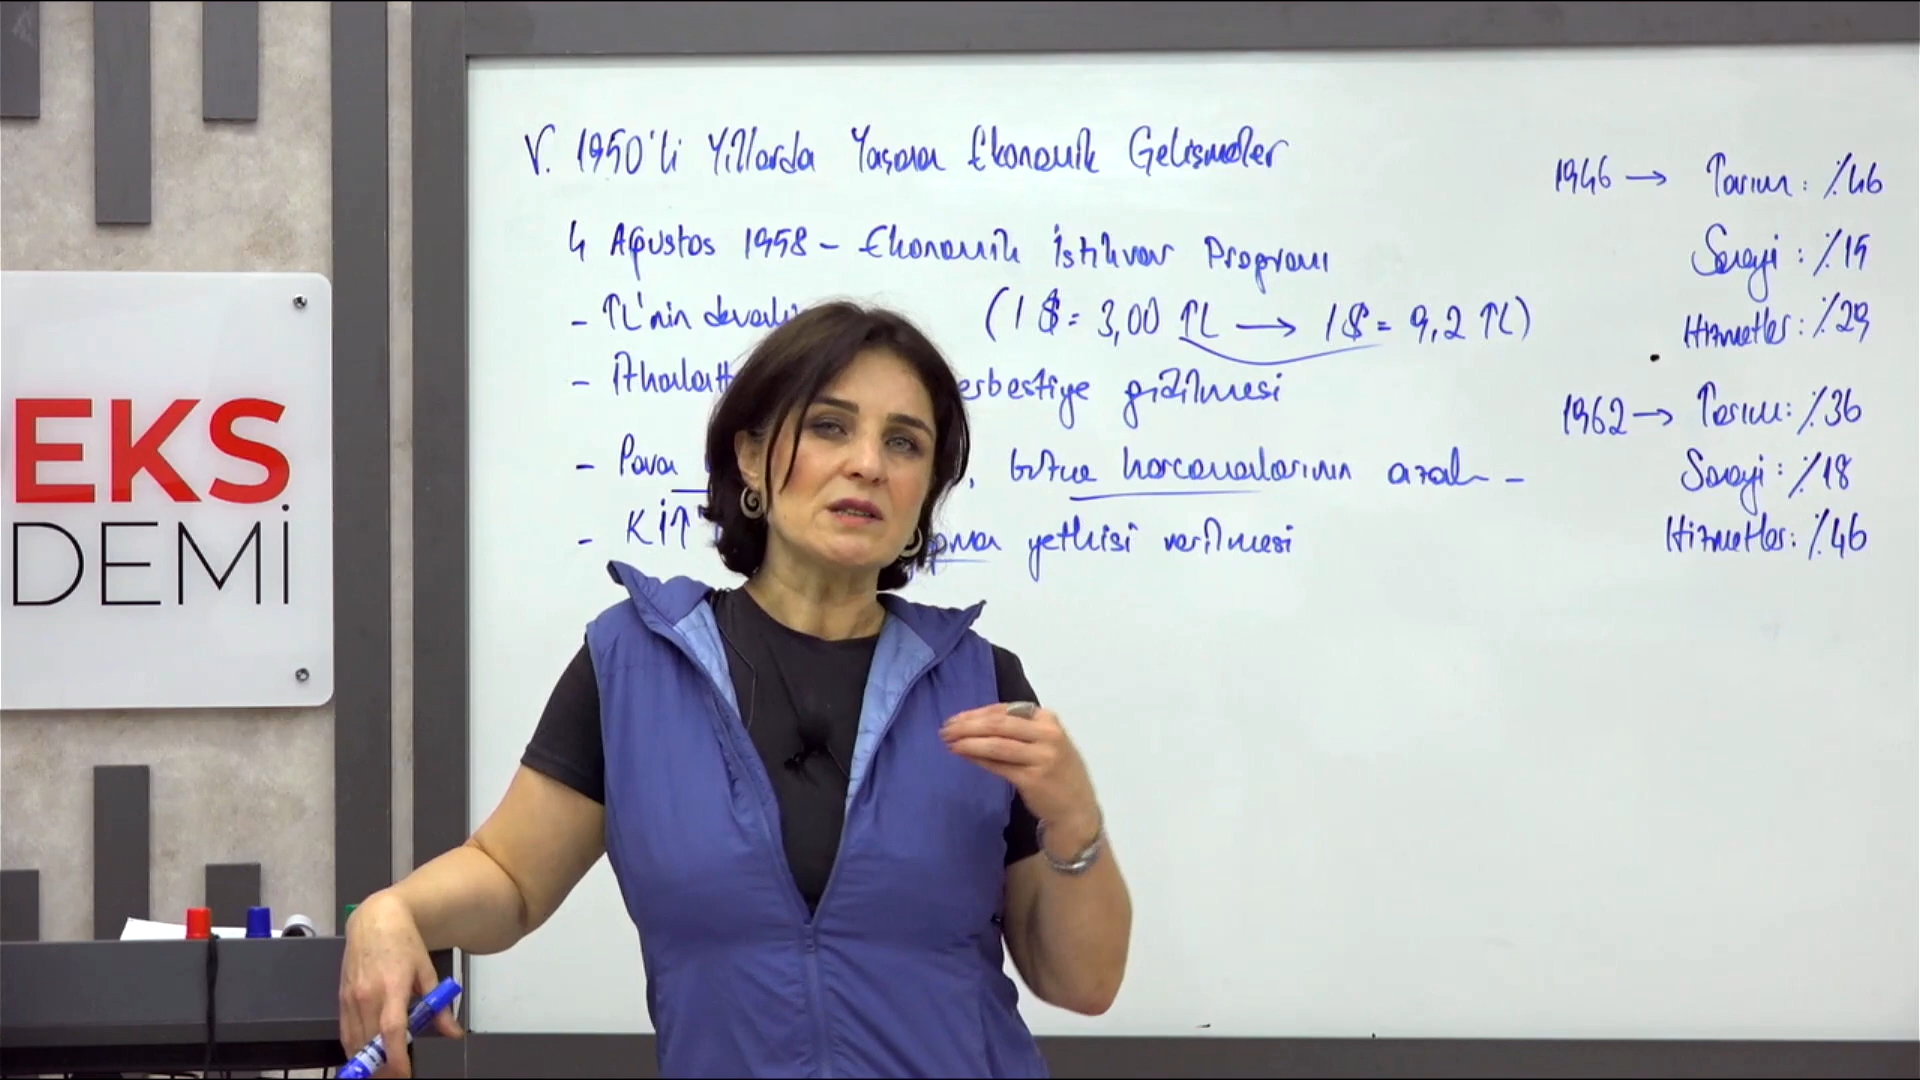 EKS
DEMİ
V. 1950'li Yıllarda Yaşanan Ekonomik Gelişmeler
4 Ağustos 1958 - Ekonomik İstikrar Programı
- TL'nin (1 $ = 3,00 TL → 1 $ = 9,2 TL)
- gidilmesi
- Para , bütçe harcamalarının azal-
- KİT yetkisi verilmesi
1946 → Tarım: %46
Sanayi: %15
Hizmetler: %29
1962 → Tarım: %36
Sanayi: %18
Hizmetler: %46